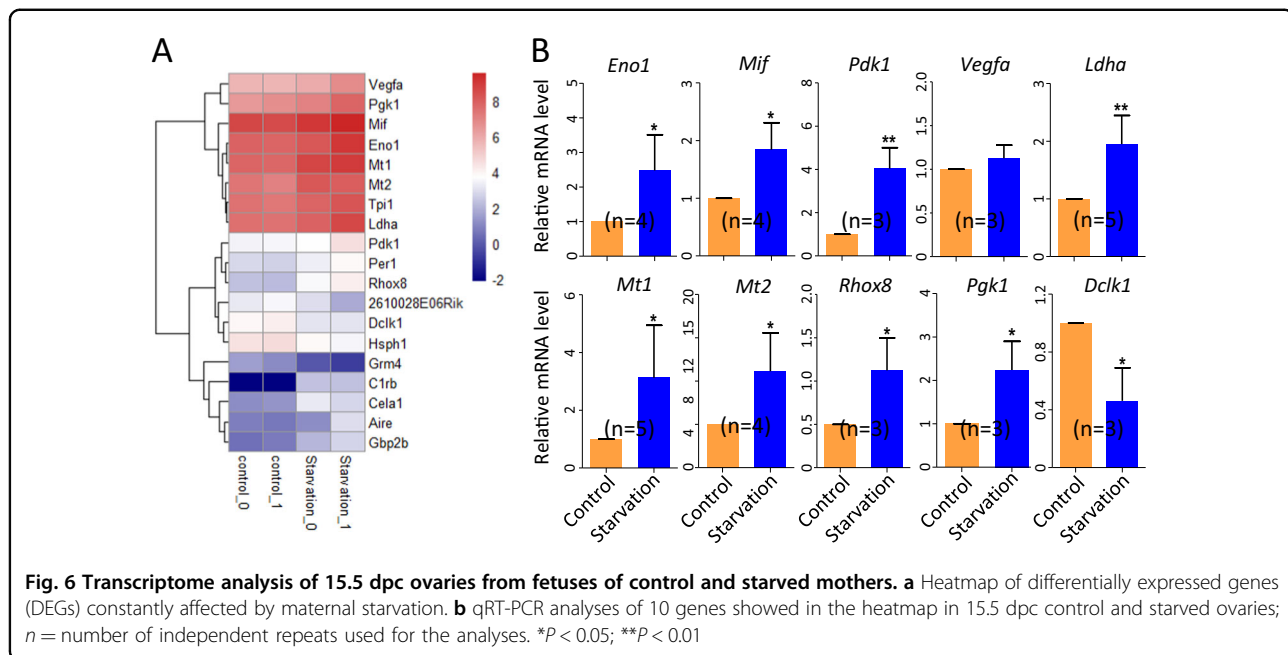 A
Vegfa
Pgk1
Mif
Eno1
Mt1
Mt2
Tpi1
Ldha
Pdk1
Per1
Rhox8
2610028E06Rik
Dclk1
Hsph1
Grm4
C1rb
Cela1
Aire
Gbp2b
8
6
4
2
0
-2
control_0
control_1
Starvation_0
Starvation_1
B
Relative mRNA level
Eno1
5
4
3
2
1
0
*
(n=4)
Mif
3
2
1
0
*
(n=4)
Pdk1
8
6
4
2
0
**
(n=3)
Vegfa
2.0
1.5
1.0
0.5
0.0
(n=3)
Ldha
3
2
1
0
**
(n=5)
Relative mRNA level
Mt1
6
4
2
0
*
(n=5)
Mt2
20
15
12
8
4
0
*
(n=4)
Rhox8
2.0
1.5
1.0
0.5
0
*
(n=3)
Pgk1
4
3
2
1
0
*
(n=3)
Dclk1
1.2
0.8
0.4
0
*
(n=3)
Control
Starvation
Control
Starvation
Control
Starvation
Control
Starvation
Control
Starvation
Fig. 6 Transcriptome analysis of 15.5 dpc ovaries from fetuses of control and starved mothers. a Heatmap of differentially expressed genes
(DEGs) constantly affected by maternal starvation. b qRT-PCR analyses of 10 genes showed in the heatmap in 15.5 dpc control and starved ovaries;
n = number of independent repeats used for the analyses. *P < 0.05; **P < 0.01